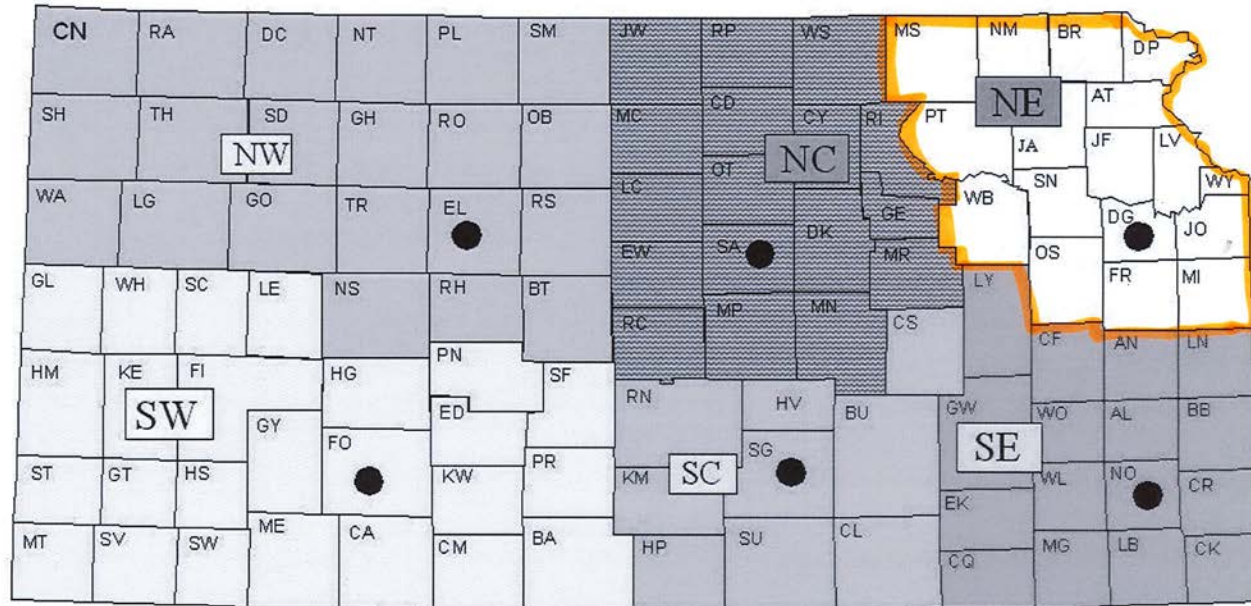 CN RA DC NT PL SM JW RP WS MS NM BR DP
SH TH SD GH RO OB MC CD CY RI PT JA AT JF LV
NW NC NE
WA LG GO TR EL RS LC OT SA DK GE WB SN DG WY JO
GL WH SC LE NS RH BT EW MR LY OS FR MI
HM KE FI HG PN SF RC MP MN CS CF AN LN
SW SC SE
GY ED RN HV BU GW WO AL BB
ST GT HS FO KW PR KM SG EK WL NO CR
MT SV SW ME CA CM BA HP SU CL CQ MG LB CK